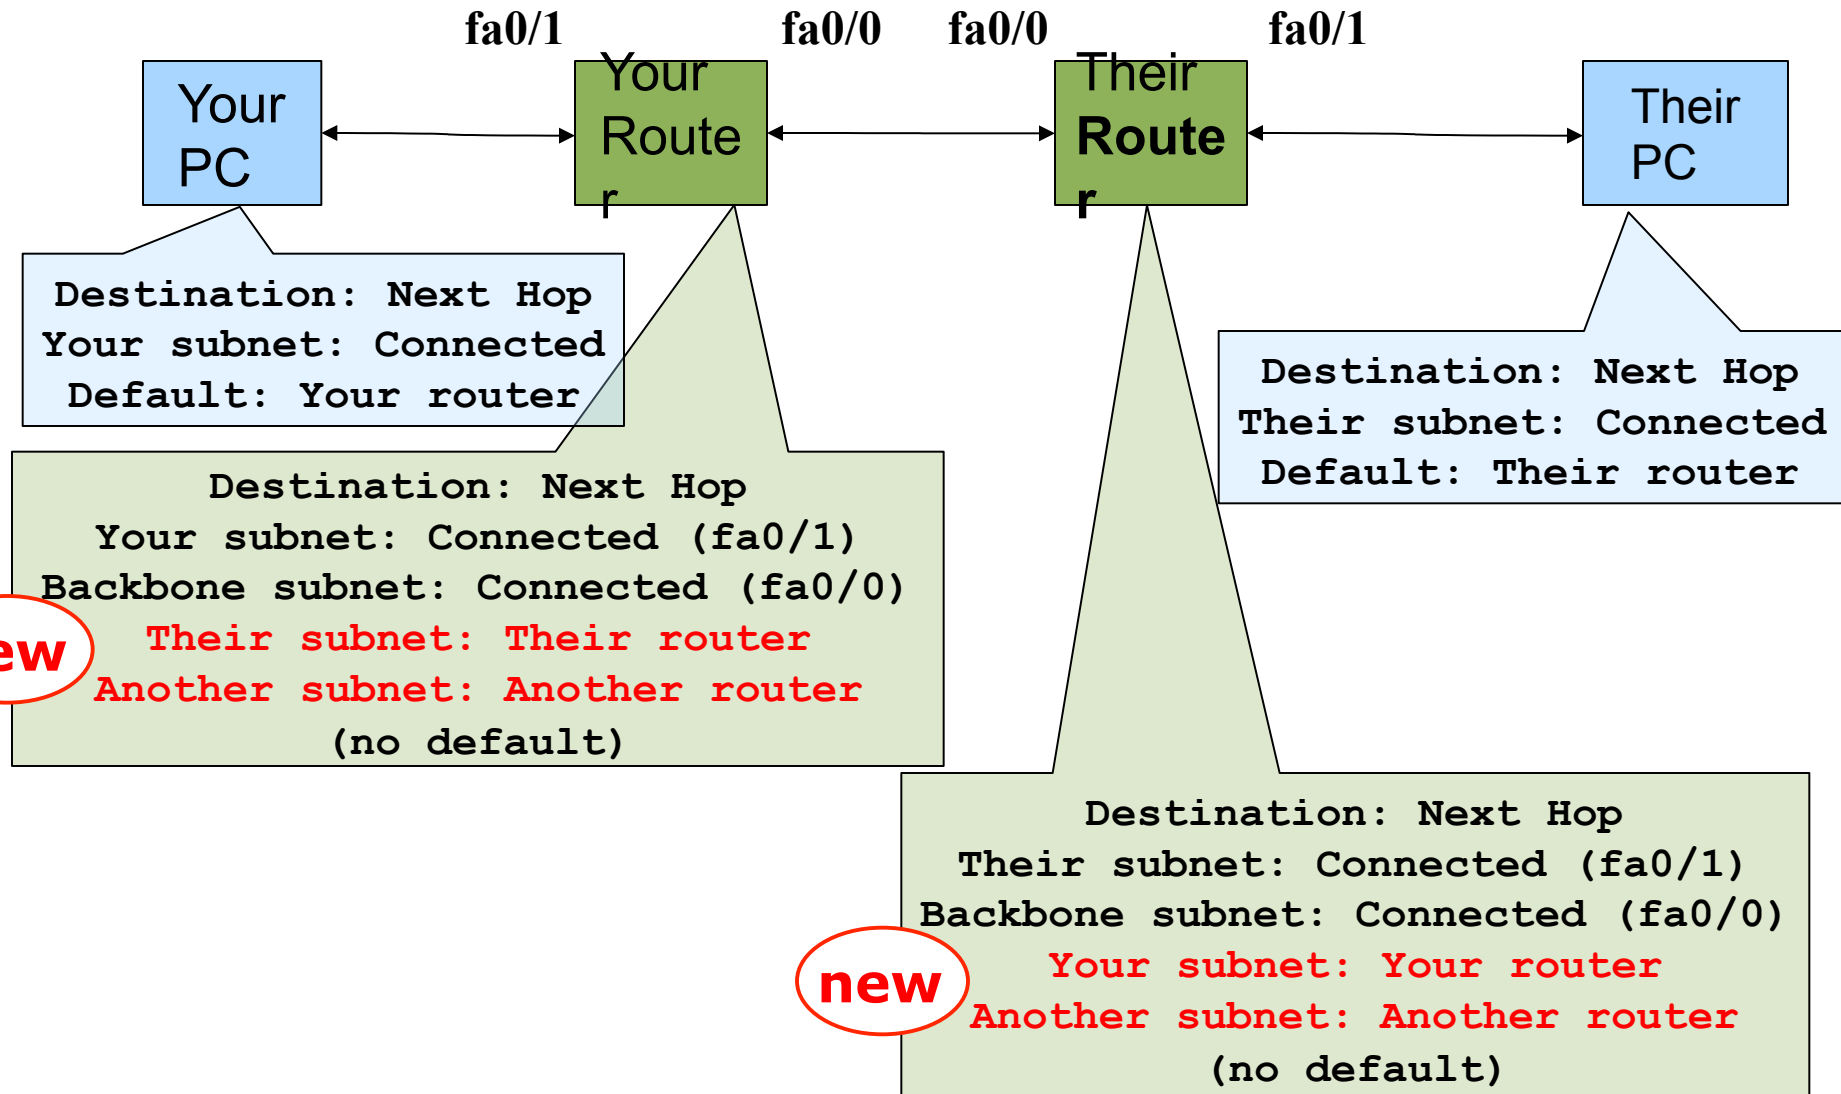 fa0/1
fa0/0
fa0/0
fa0/1
Your
PC
Your
Route
r
Their
Route
r
Their
PC
Destination: Next Hop
Your subnet: Connected
Default: Your router
Destination: Next Hop
Their subnet: Connected
Default: Their router
Destination: Next Hop
Your subnet: Connected (fa0/1)
Backbone subnet: Connected (fa0/0)
Their subnet: Their router
Another subnet: Another router
(no default)
ew
Destination: Next Hop
Their subnet: Connected (fa0/1)
Backbone subnet: Connected (fa0/0)
Your subnet: Your router
Another subnet: Another router
(no default)
new